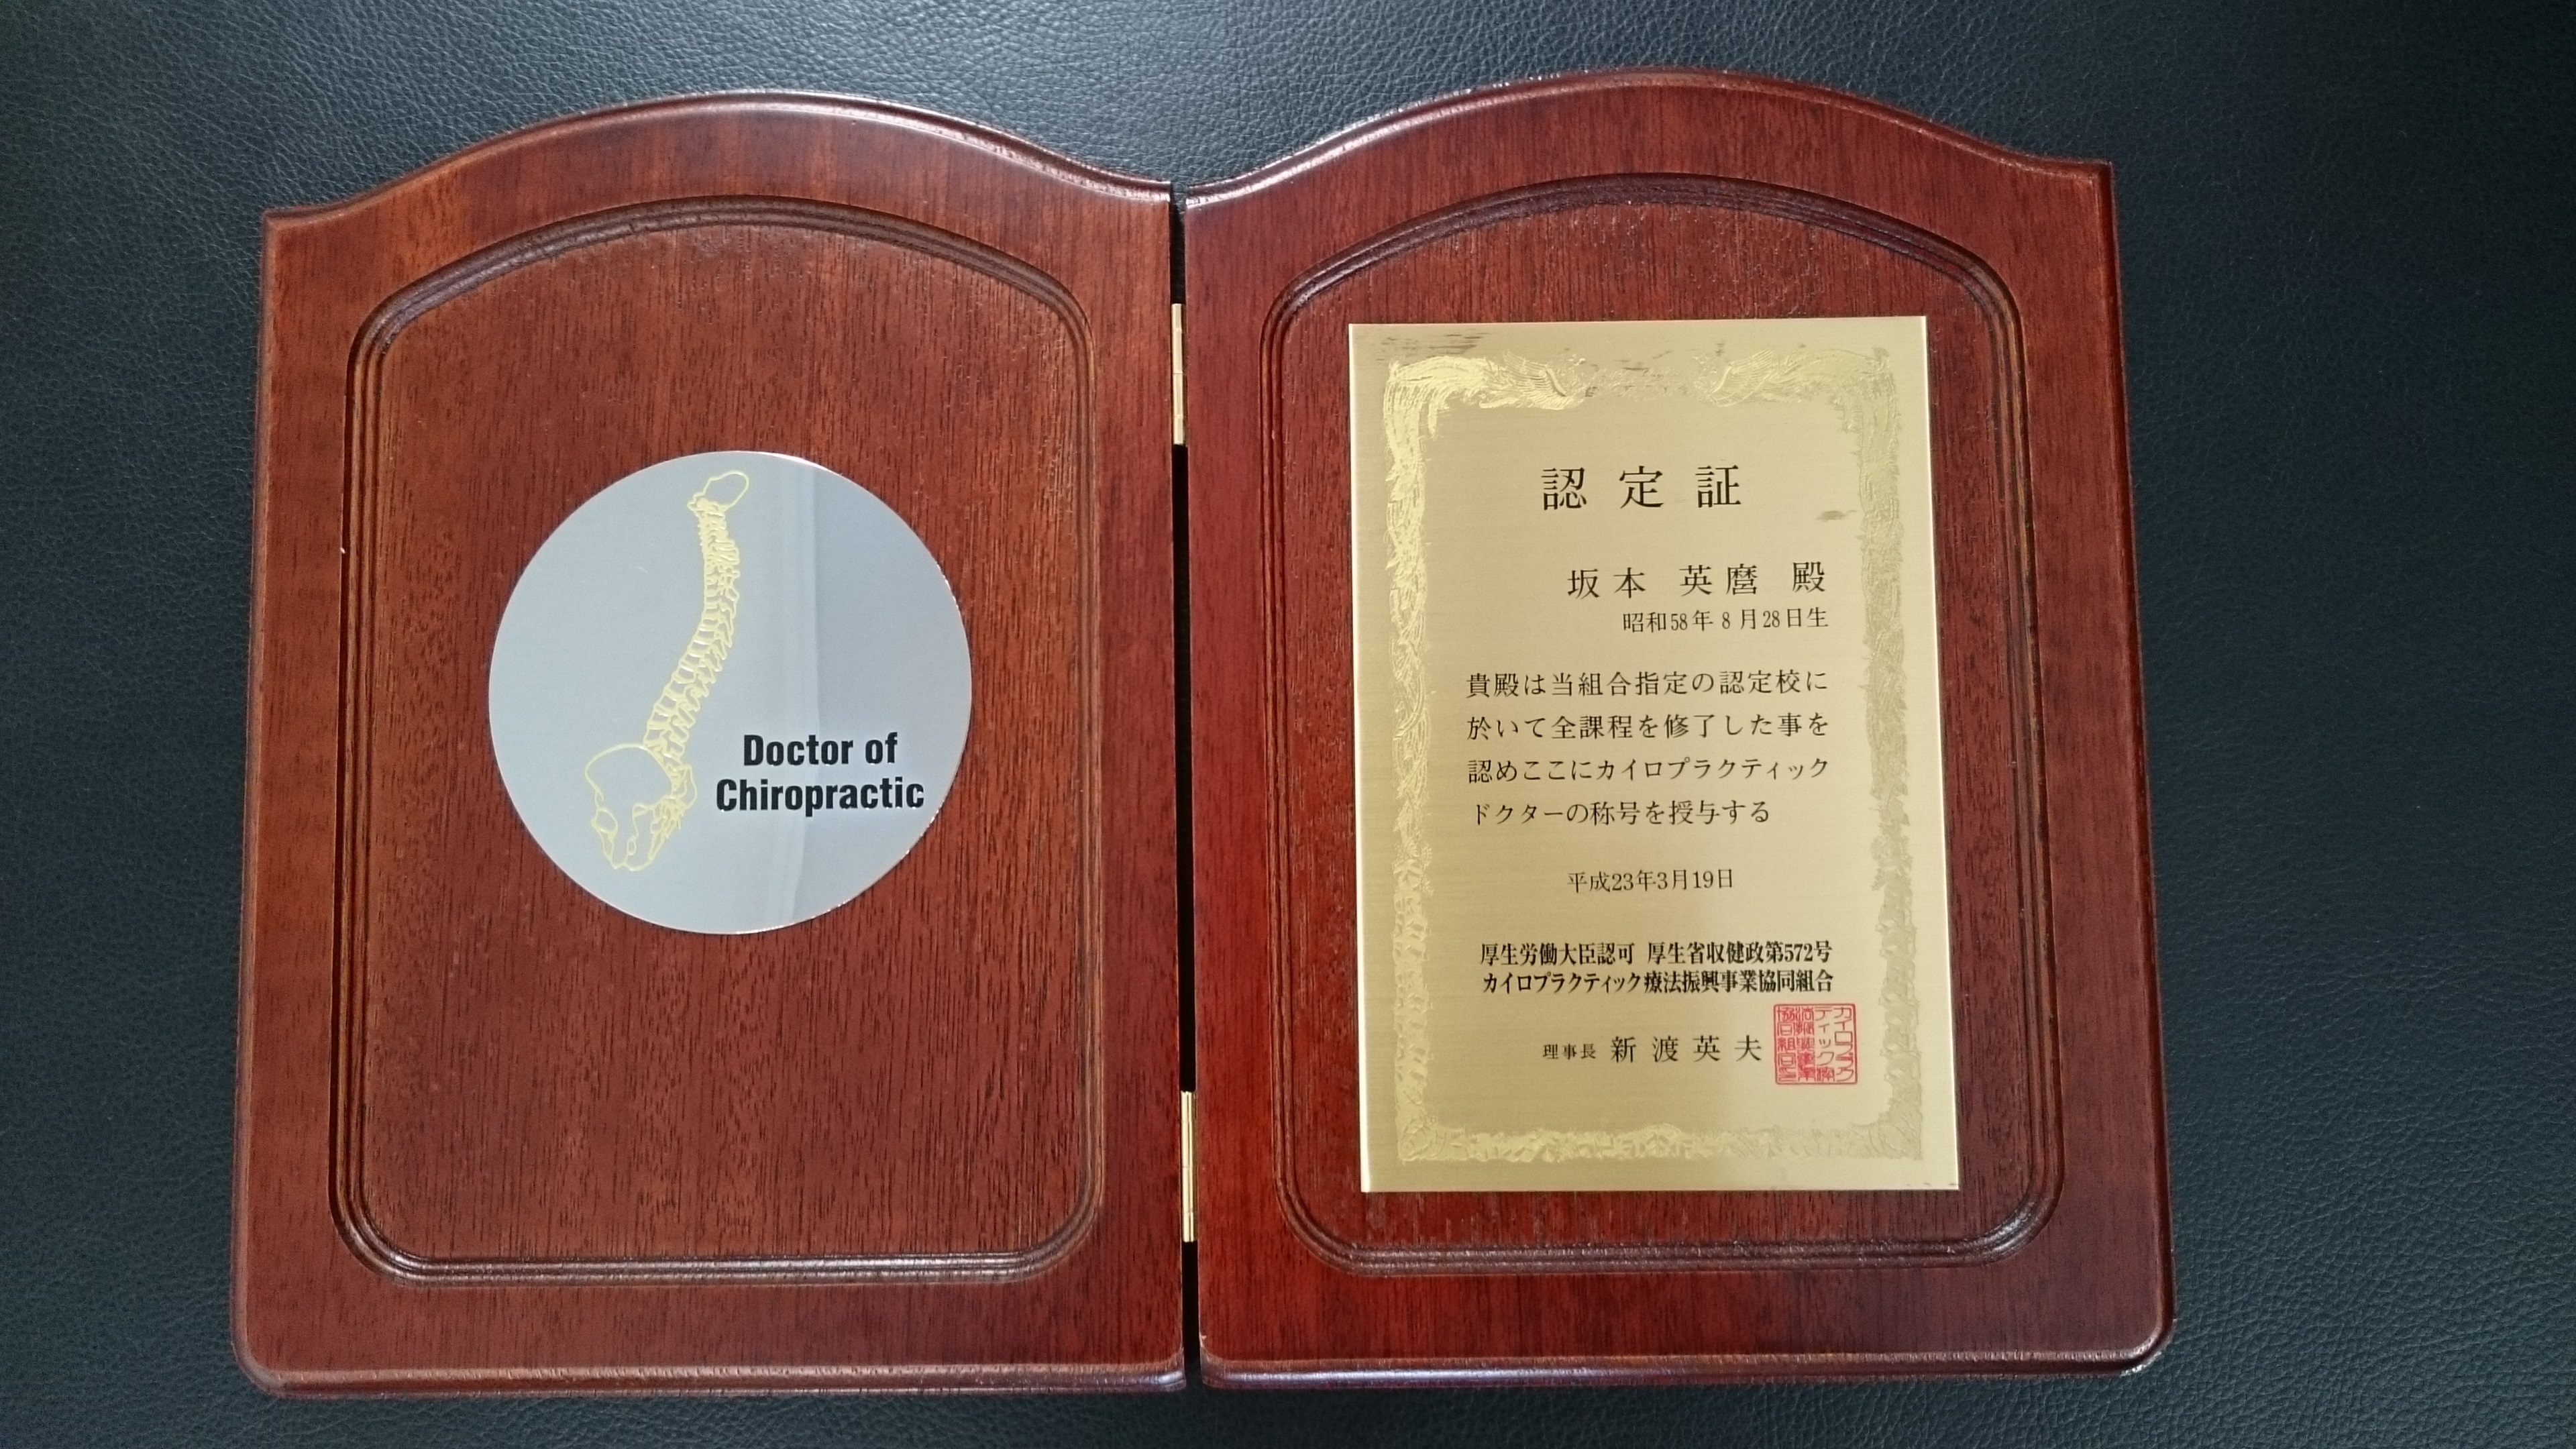 Doctor of
Chiropractic
認定証
坂本 英麿 殿
昭和58年8月28日生
貴殿は当組合指定の認定校に
於いて全課程を修了した事を
認めここにカイロプラクティック
ドクターの称号を授与する
平成23年3月19日
厚生労働大臣認可 厚生省収健政第572号
カイロプラクティック療法振興事業協同組合
理事長 新渡英夫